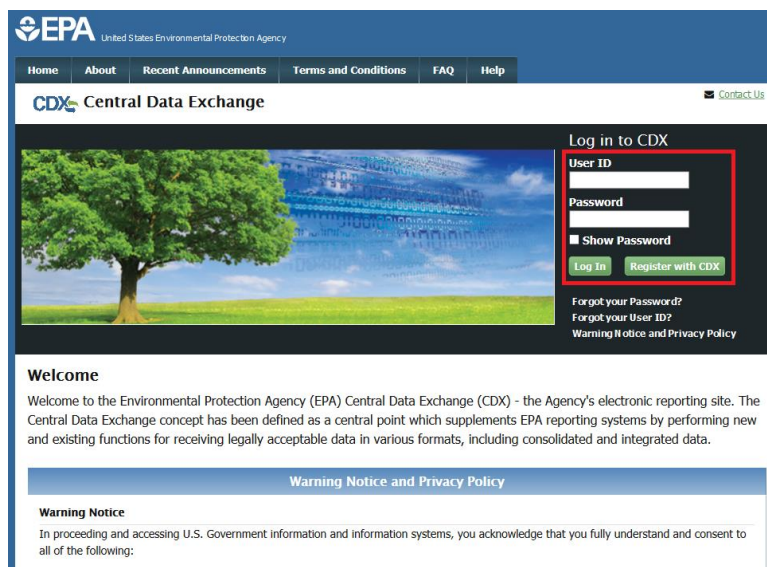 EPA United States Environmental Protection Agency
Home About Recent Announcements Terms and Conditions FAQ Help
CDX Central Data Exchange
Contact Us
Log in to CDX
User ID
Password
Show Password
Log In Register with CDX
Forgot your Password?
Forgot your User ID?
Warning Notice and Privacy Policy
Welcome
Welcome to the Environmental Protection Agency (EPA) Central Data Exchange (CDX) - the Agency's electronic reporting site. The
Central Data Exchange concept has been defined as a central point which supplements EPA reporting systems by performing new
and existing functions for receiving legally acceptable data in various formats, including consolidated and integrated data.
Warning Notice and Privacy Policy
Warning Notice
In proceeding and accessing U.S. Government information and information systems, you acknowledge that you fully understand and consent to
all of the following: